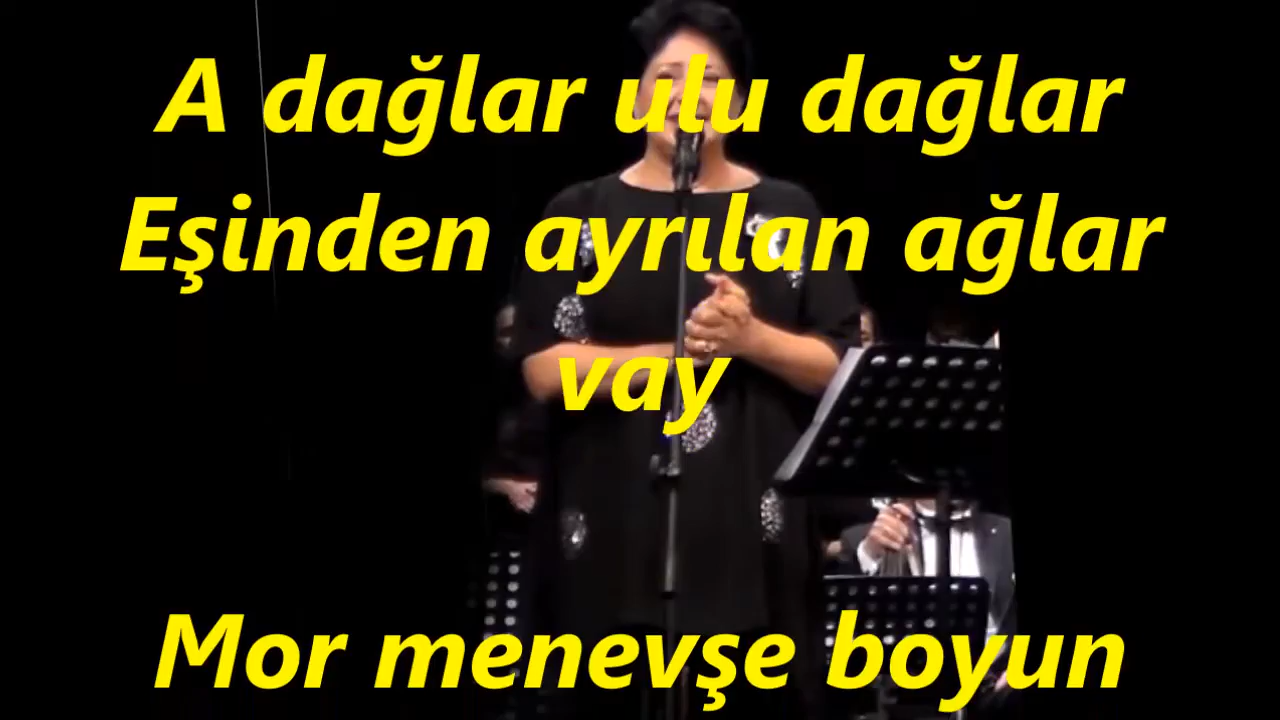 A dağlar ulu dağlar
Eşinden ayrılan ağlar
vay
Mor menevşe boyun